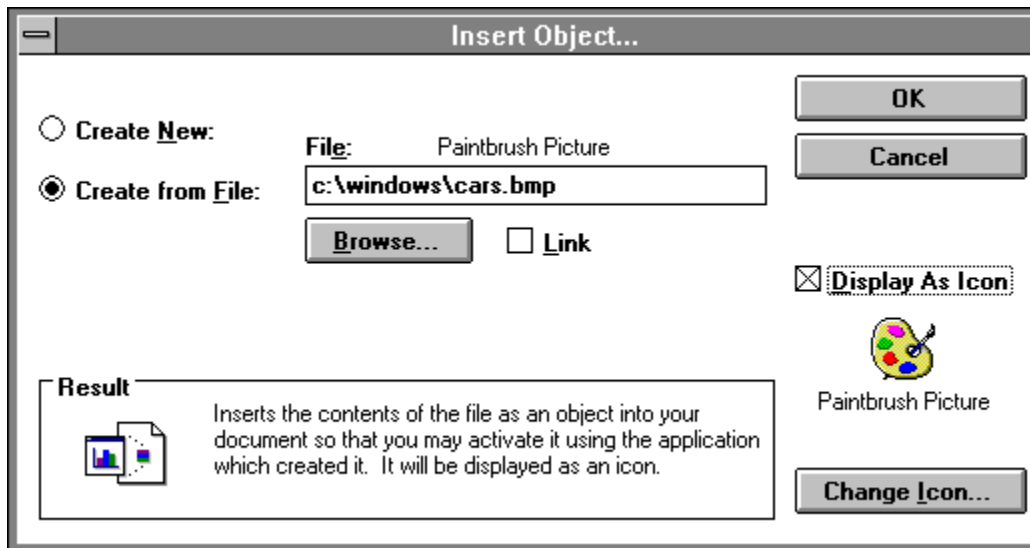 Insert Object...
Create New:
Create from File:
File: Paintbrush Picture
c:\windows\cars.bmp
Browse...
Link
OK
Cancel
Display As Icon
Paintbrush Picture
Change Icon...
Result
Inserts the contents of the file as an object into your
document so that you may activate it using the application
which created it. It will be displayed as an icon.